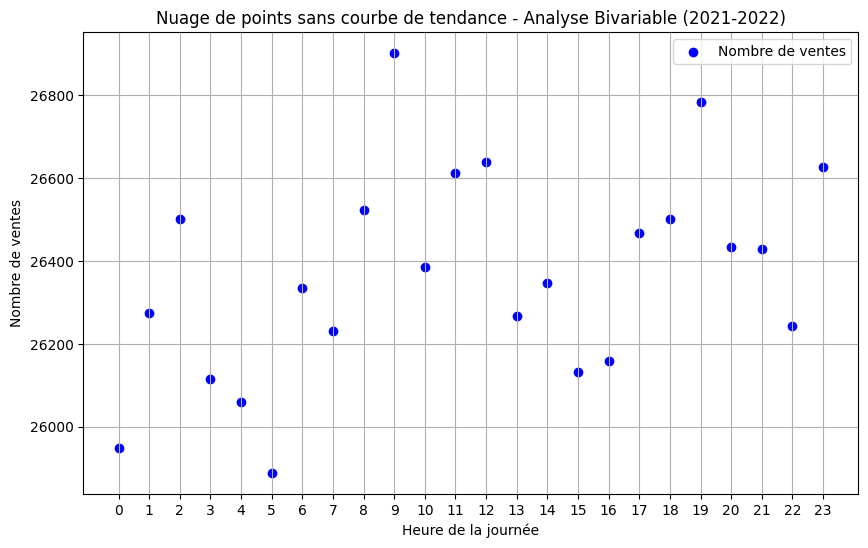 Nuage de points sans courbe de tendance - Analyse Bivariable (2021-2022)
Nombre de ventes
26800
26600
26400
26200
26000
Nombre de ventes
0 1 2 3 4 5 6 7 8 9 10 11 12 13 14 15 16 17 18 19 20 21 22 23
Heure de la journée